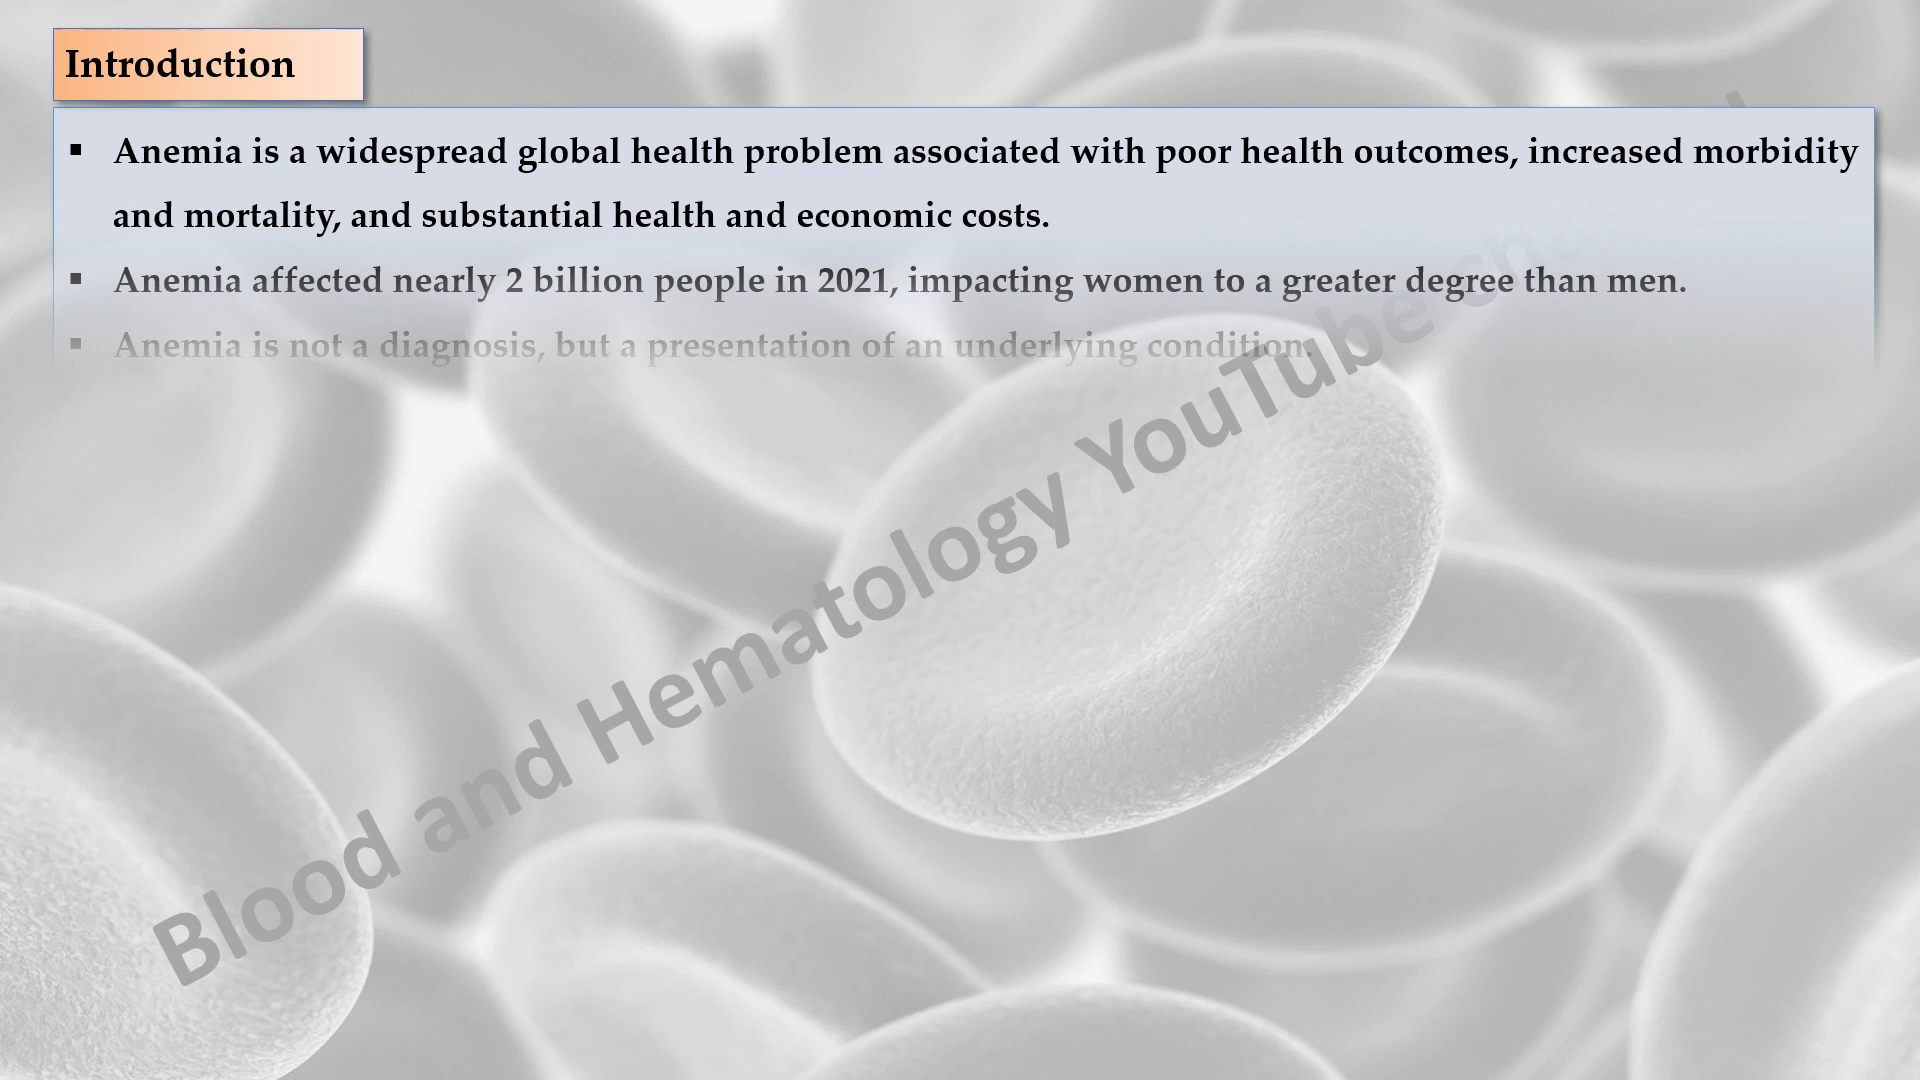 Introduction
▪ Anemia is a widespread global health problem associated with poor health outcomes, increased morbidity
and mortality, and substantial health and economic costs.
▪ Anemia affected nearly 2 billion people in 2021, impacting women to a greater degree than men.
▪ Anemia is not a diagnosis, but a presentation of an underlying condition.
Blood and Hematology YouTube